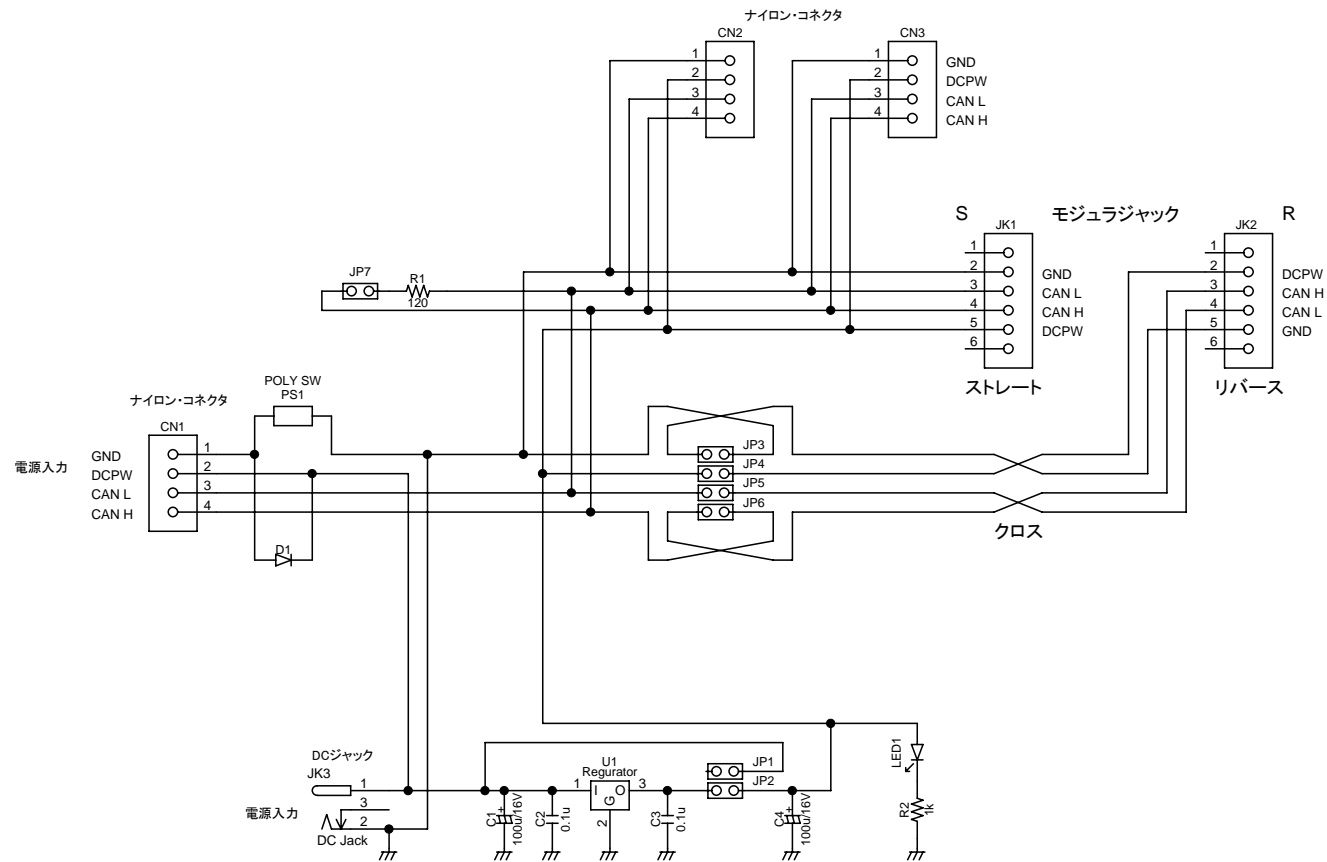 ナイロン・コネクタ
CN2
CN3
1
2
3
4
1
2
3
4
GND
DCPW
CAN L
CAN H
S
モジュラジャック
R
JK1
JK2
1
2
3
4
5
6
GND
CAN L
CAN H
DCPW
1
2
3
4
5
6
DCPW
CAN H
CAN L
GND
ストレート
リバース
JP7
R1
120
POLY SW
PS1
ナイロン・コネクタ
CN1
電源入力
GND
DCPW
CAN L
CAN H
1
2
3
4
D1
JP3
JP4
JP5
JP6
クロス
DCジャック
JK3
電源入力
DC Jack
1
3
2
C1
+
100u/16V
C2
0.1u
U1
Regurator
1
I
O
G
3
2
C3
0.1u
JP1
JP2
C4
+
100u/16V
LED1
R2
1k